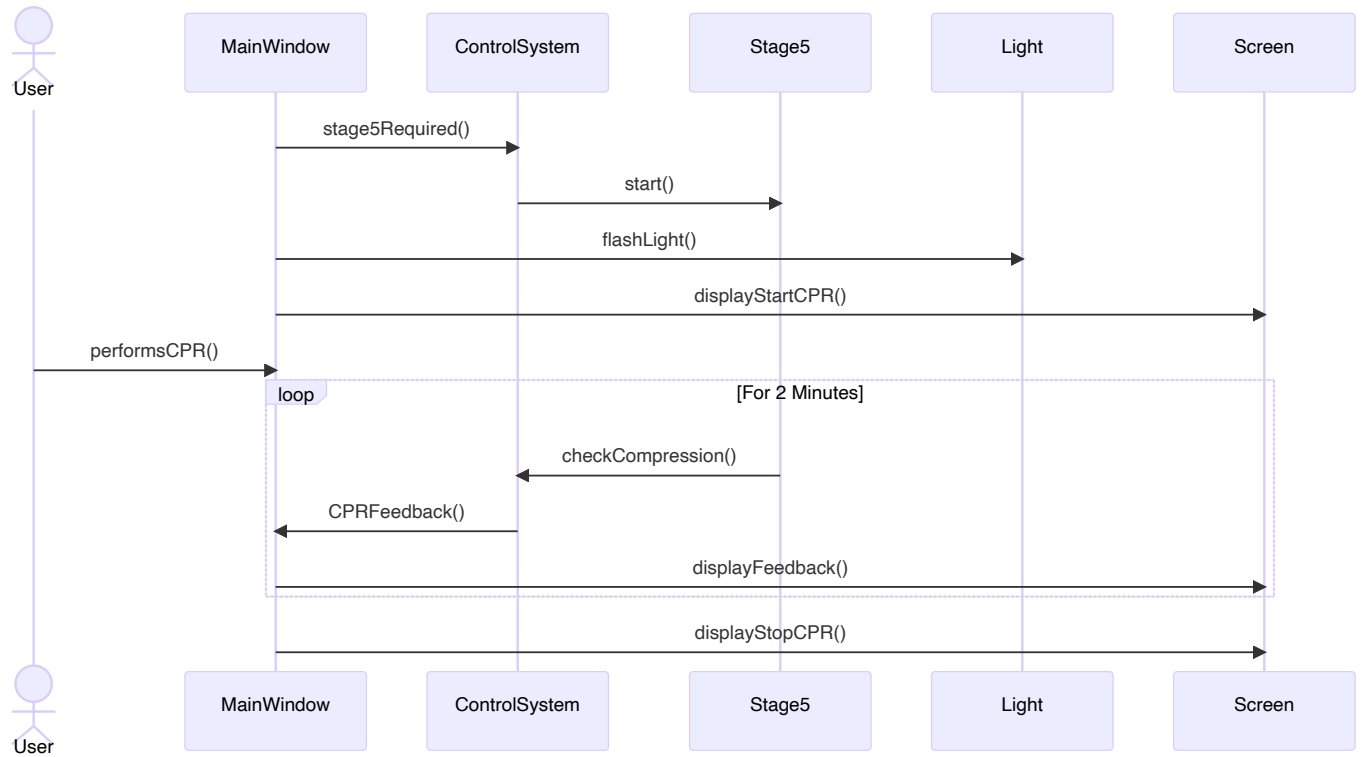 User
MainWindow
ControlSystem
Stage5
Light
Screen
stage5Required()
start()
flashLight()
displayStartCPR()
performsCPR()
loop
[For 2 Minutes]
checkCompression()
CPRFeedback()
displayFeedback()
displayStopCPR()
User
MainWindow
ControlSystem
Stage5
Light
Screen